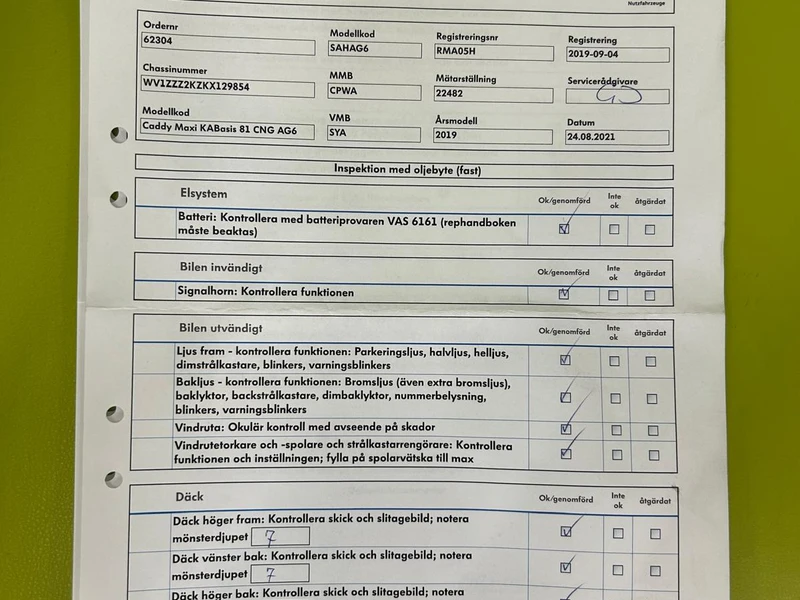 Nutzfahrzeuge
Ordernr
62304
Modellkod
SAHAG6
Registreringsnr
RMA05H
Registrering
2019-09-04
Chassinummer
WV1ZZZ2KZKX129854
MMB
CPWA
Mätarställning
22482
Servicerådgivare
Modellkod
Caddy Maxi KABasis 81 CNG AG6
VMB
SYA
Årsmodell
2019
Datum
24.08.2021
Inspektion med oljebyte (fast)
Elsystem
Ok/genomförd
Inte
ok
åtgärdat
Batteri: Kontrollera med batteriprovaren VAS 6161 (rephandboken
måste beaktas)
Bilen invändigt
Ok/genomförd
Inte
ok
åtgärdat
Signalhorn: Kontrollera funktionen
Bilen utvändigt
Ok/genomförd
Inte
ok
åtgärdat
Ljus fram - kontrollera funktionen: Parkeringsljus, halvljus, helljus,
dimstrålkastare, blinkers, varningsblinkers
Bakljus - kontrollera funktionen: Bromsljus (även extra bromsljus),
baklyktor, backstrålkastare, dimbaklyktor, nummerbelysning,
blinkers, varningsblinkers
Vindruta: Okulär kontroll med avseende på skador
Vindrutetorkare och -spolare och strålkastarrengörare: Kontrollera
funktionen och inställningen; fylla på spolarvätska till max
Däck
Ok/genomförd
Inte
ok
åtgärdat
Däck höger fram: Kontrollera skick och slitagebild; notera
mönsterdjupet 7
Däck vänster bak: Kontrollera skick och slitagebild; notera
mönsterdjupet 7
Däck höger bak: Kontrollera skick och slitagebild; notera